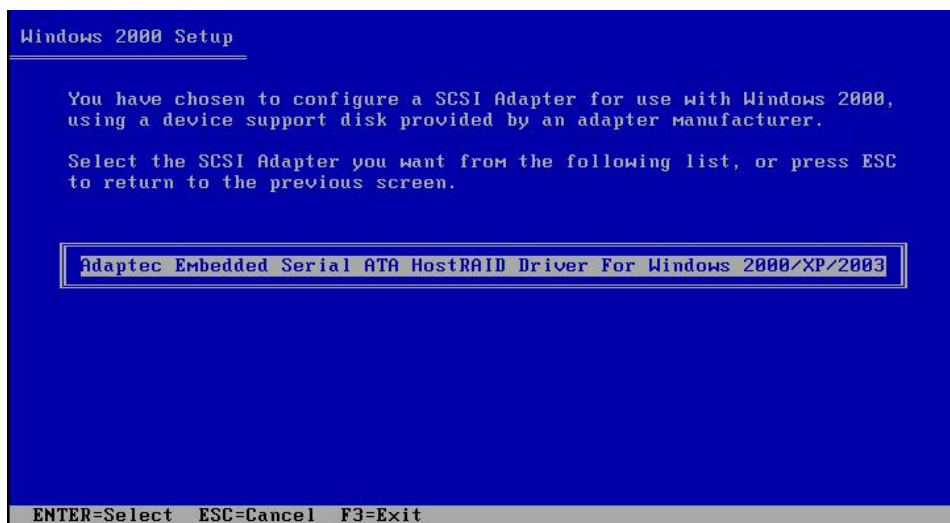 Windows 2000 Setup
You have chosen to configure a SCSI Adapter for use with Windows 2000,
using a device support disk provided by an adapter manufacturer.
Select the SCSI Adapter you want from the following list, or press ESC
to return to the previous screen.
Adaptec Embedded Serial ATA HostRAID Driver For Windows 2000/XP/2003
ENTER=Select ESC=Cancel F3=Exit